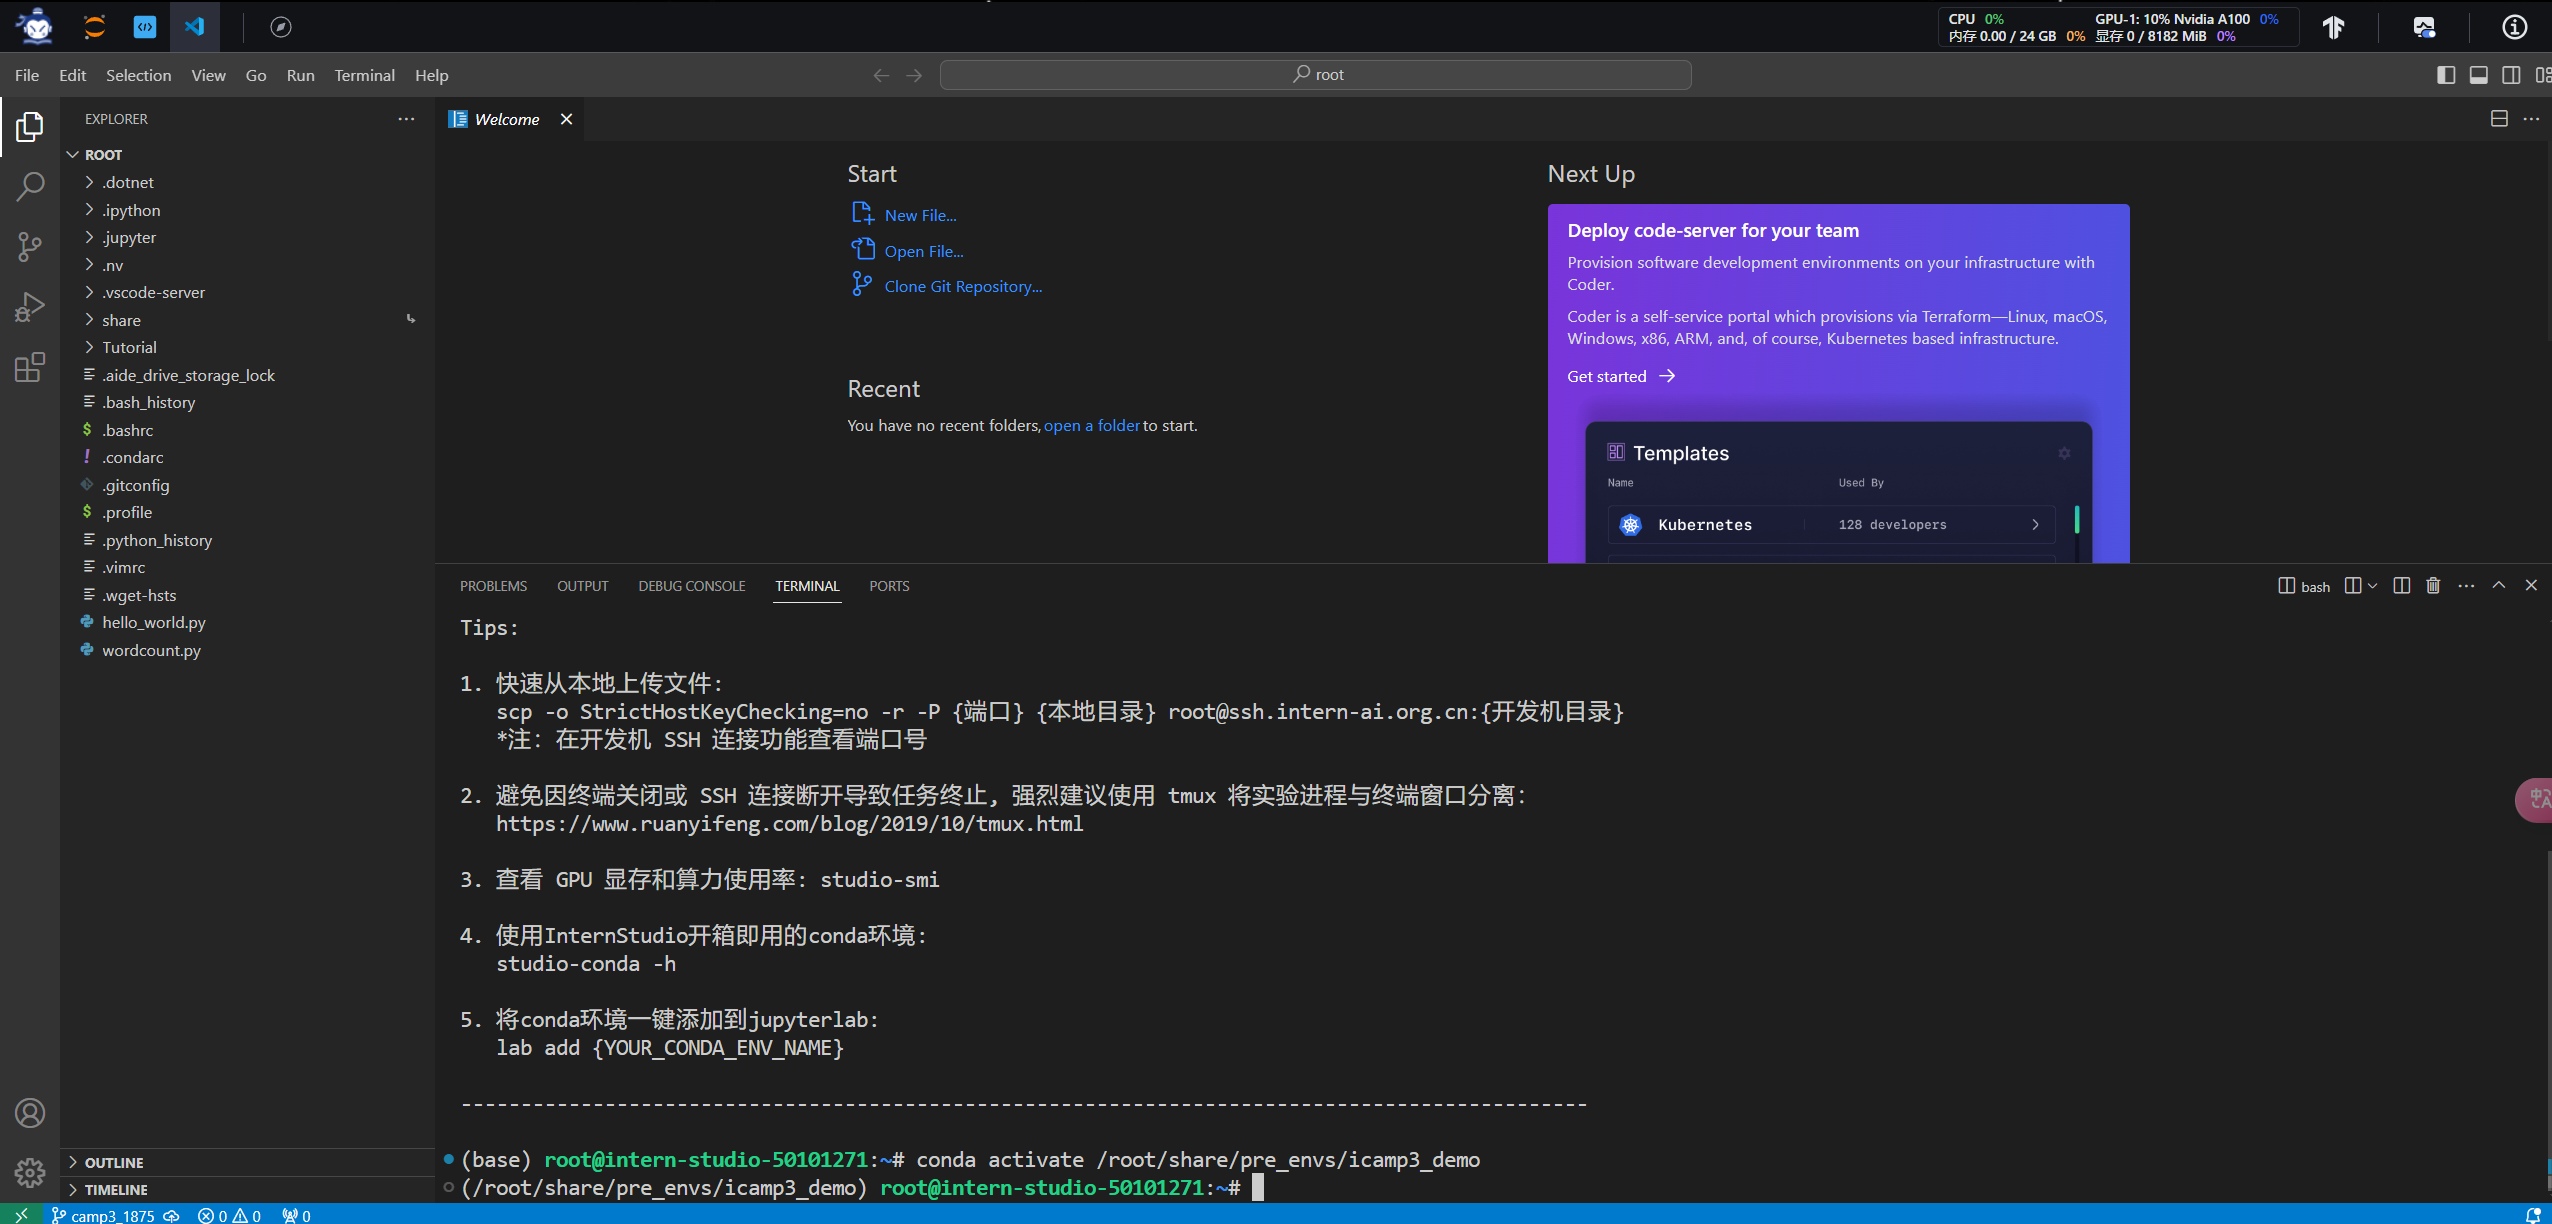 CPU 0% GPU-1: 10% Nvidia A100 0%
内存 0.00 / 24 GB 0% 显存 0 / 8182 MiB 0%
File Edit Selection View Go Run Terminal Help
root
EXPLORER
Welcome
ROOT
.dotnet
.ipython
.jupyter
.nv
.vscode-server
share
Tutorial
.aide_drive_storage_lock
.bash_history
.bashrc
.condarc
.gitconfig
.profile
.python_history
.vimrc
.wget-hsts
hello_world.py
wordcount.py
OUTLINE
TIMELINE
Start
New File...
Open File...
Clone Git Repository...
Recent
You have no recent folders, open a folder to start.
Next Up
Deploy code-server for your team
Provision software development environments on your infrastructure with
Coder.
Coder is a self-service portal which provisions via Terraform—Linux, macOS,
Windows, x86, ARM, and, of course, Kubernetes based infrastructure.
Get started
Templates
Name Used By
Kubernetes 128 developers
PROBLEMS OUTPUT DEBUG CONSOLE TERMINAL PORTS
bash
Tips:
1. 快速从本地上传文件:
scp -o StrictHostKeyChecking=no -r -P {端口} {本地目录} root@ssh.intern-ai.org.cn:{开发机目录}
*注: 在开发机 SSH 连接功能查看端口号
2. 避免因终端关闭或 SSH 连接断开导致任务终止, 强烈建议使用 tmux 将实验进程与终端窗口分离:
https://www.ruanyifeng.com/blog/2019/10/tmux.html
3. 查看 GPU 显存和算力使用率: studio-smi
4. 使用InternStudio开箱即用的conda环境:
studio-conda -h
5. 将conda环境一键添加到jupyterlab:
lab add {YOUR_CONDA_ENV_NAME}
----------------------------------------------------------------------------------------------
(base) root@intern-studio-50101271:~# conda activate /root/share/pre_envs/icamp3_demo
(/root/share/pre_envs/icamp3_demo) root@intern-studio-50101271:~#
中A
camp3_1875 0 0 0